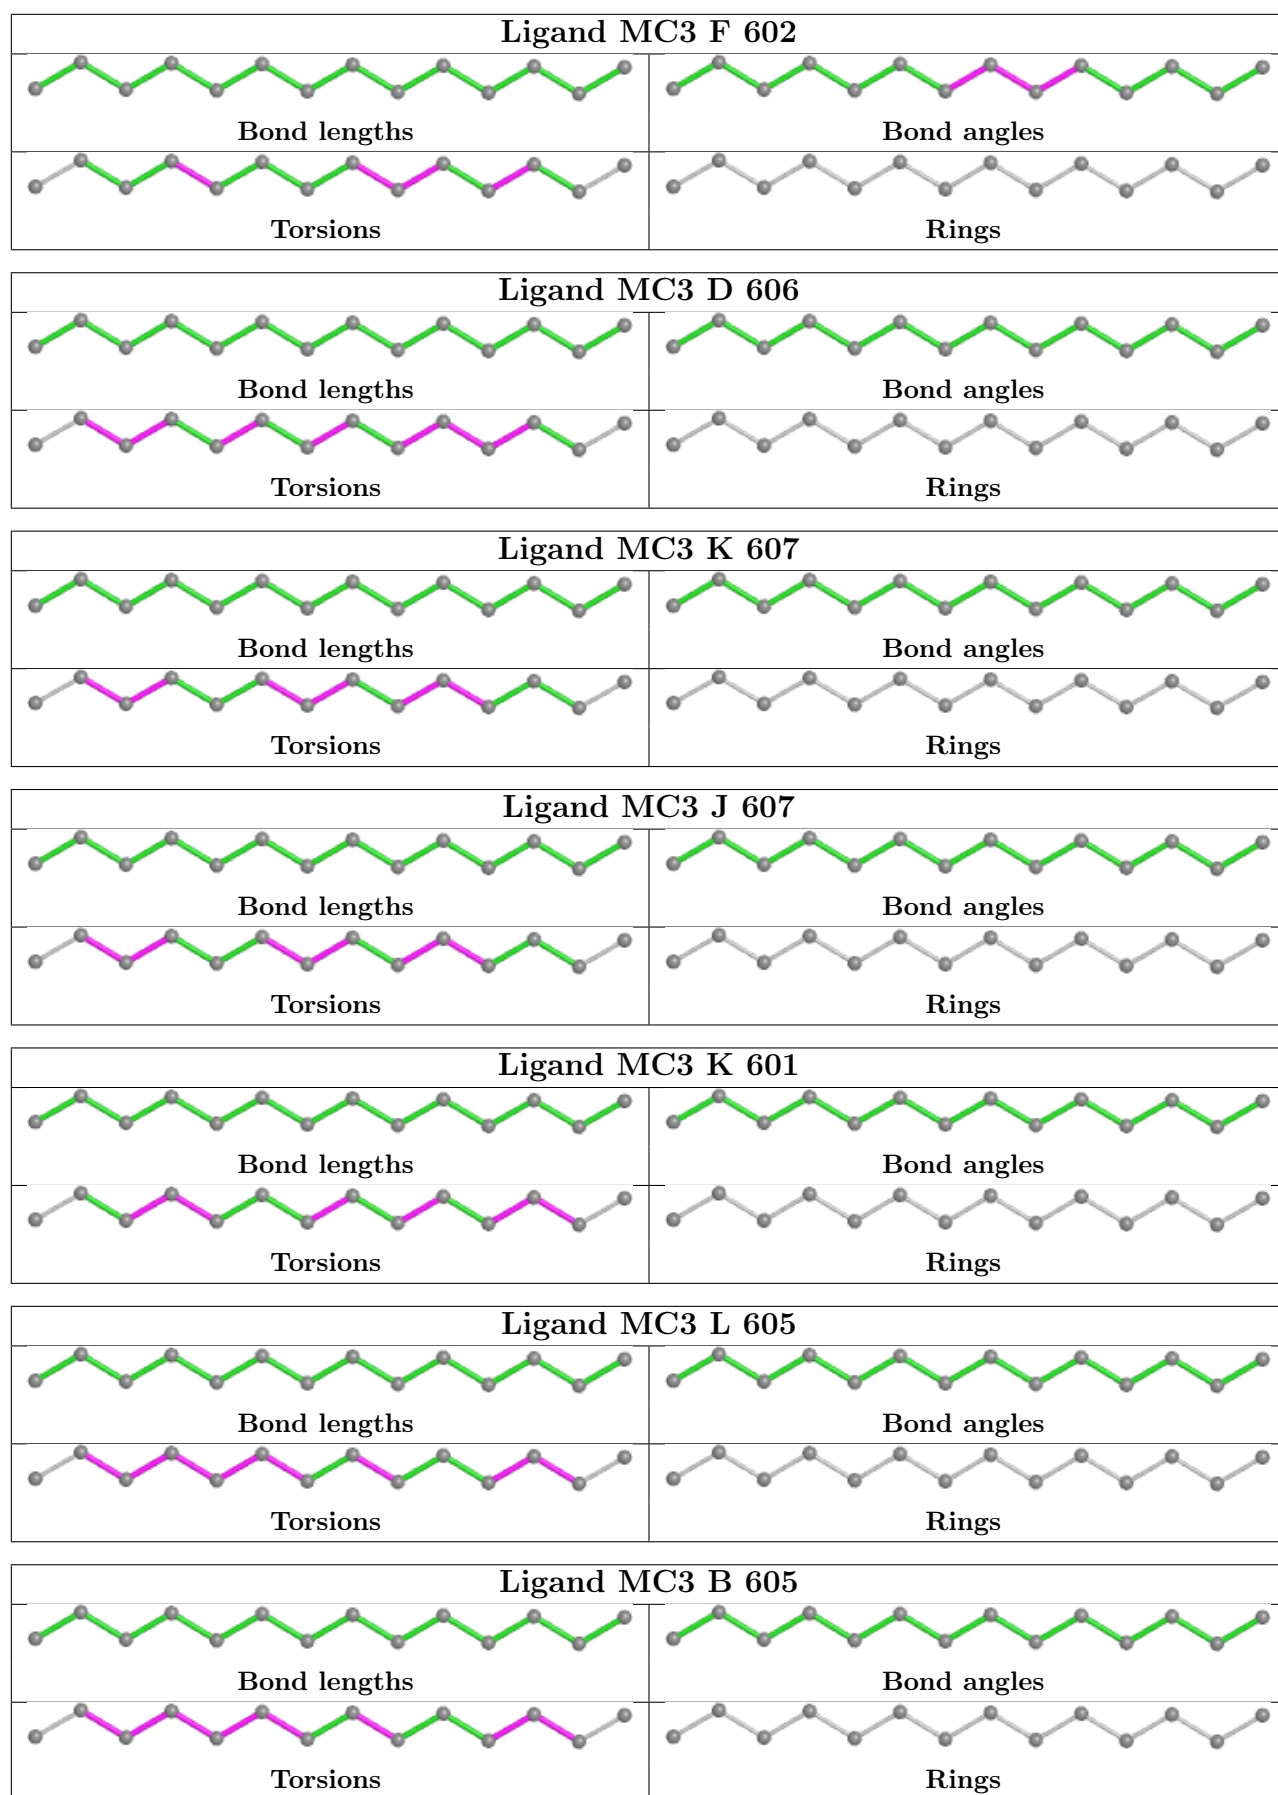 Ligand MC3 F 602
Bond lengths Bond angles
Torsions Rings
Ligand MC3 D 606
Bond lengths Bond angles
Torsions Rings
Ligand MC3 K 607
Bond lengths Bond angles
Torsions Rings
Ligand MC3 J 607
Bond lengths Bond angles
Torsions Rings
Ligand MC3 K 601
Bond lengths Bond angles
Torsions Rings
Ligand MC3 L 605
Bond lengths Bond angles
Torsions Rings
Ligand MC3 B 605
Bond lengths Bond angles
Torsions Rings